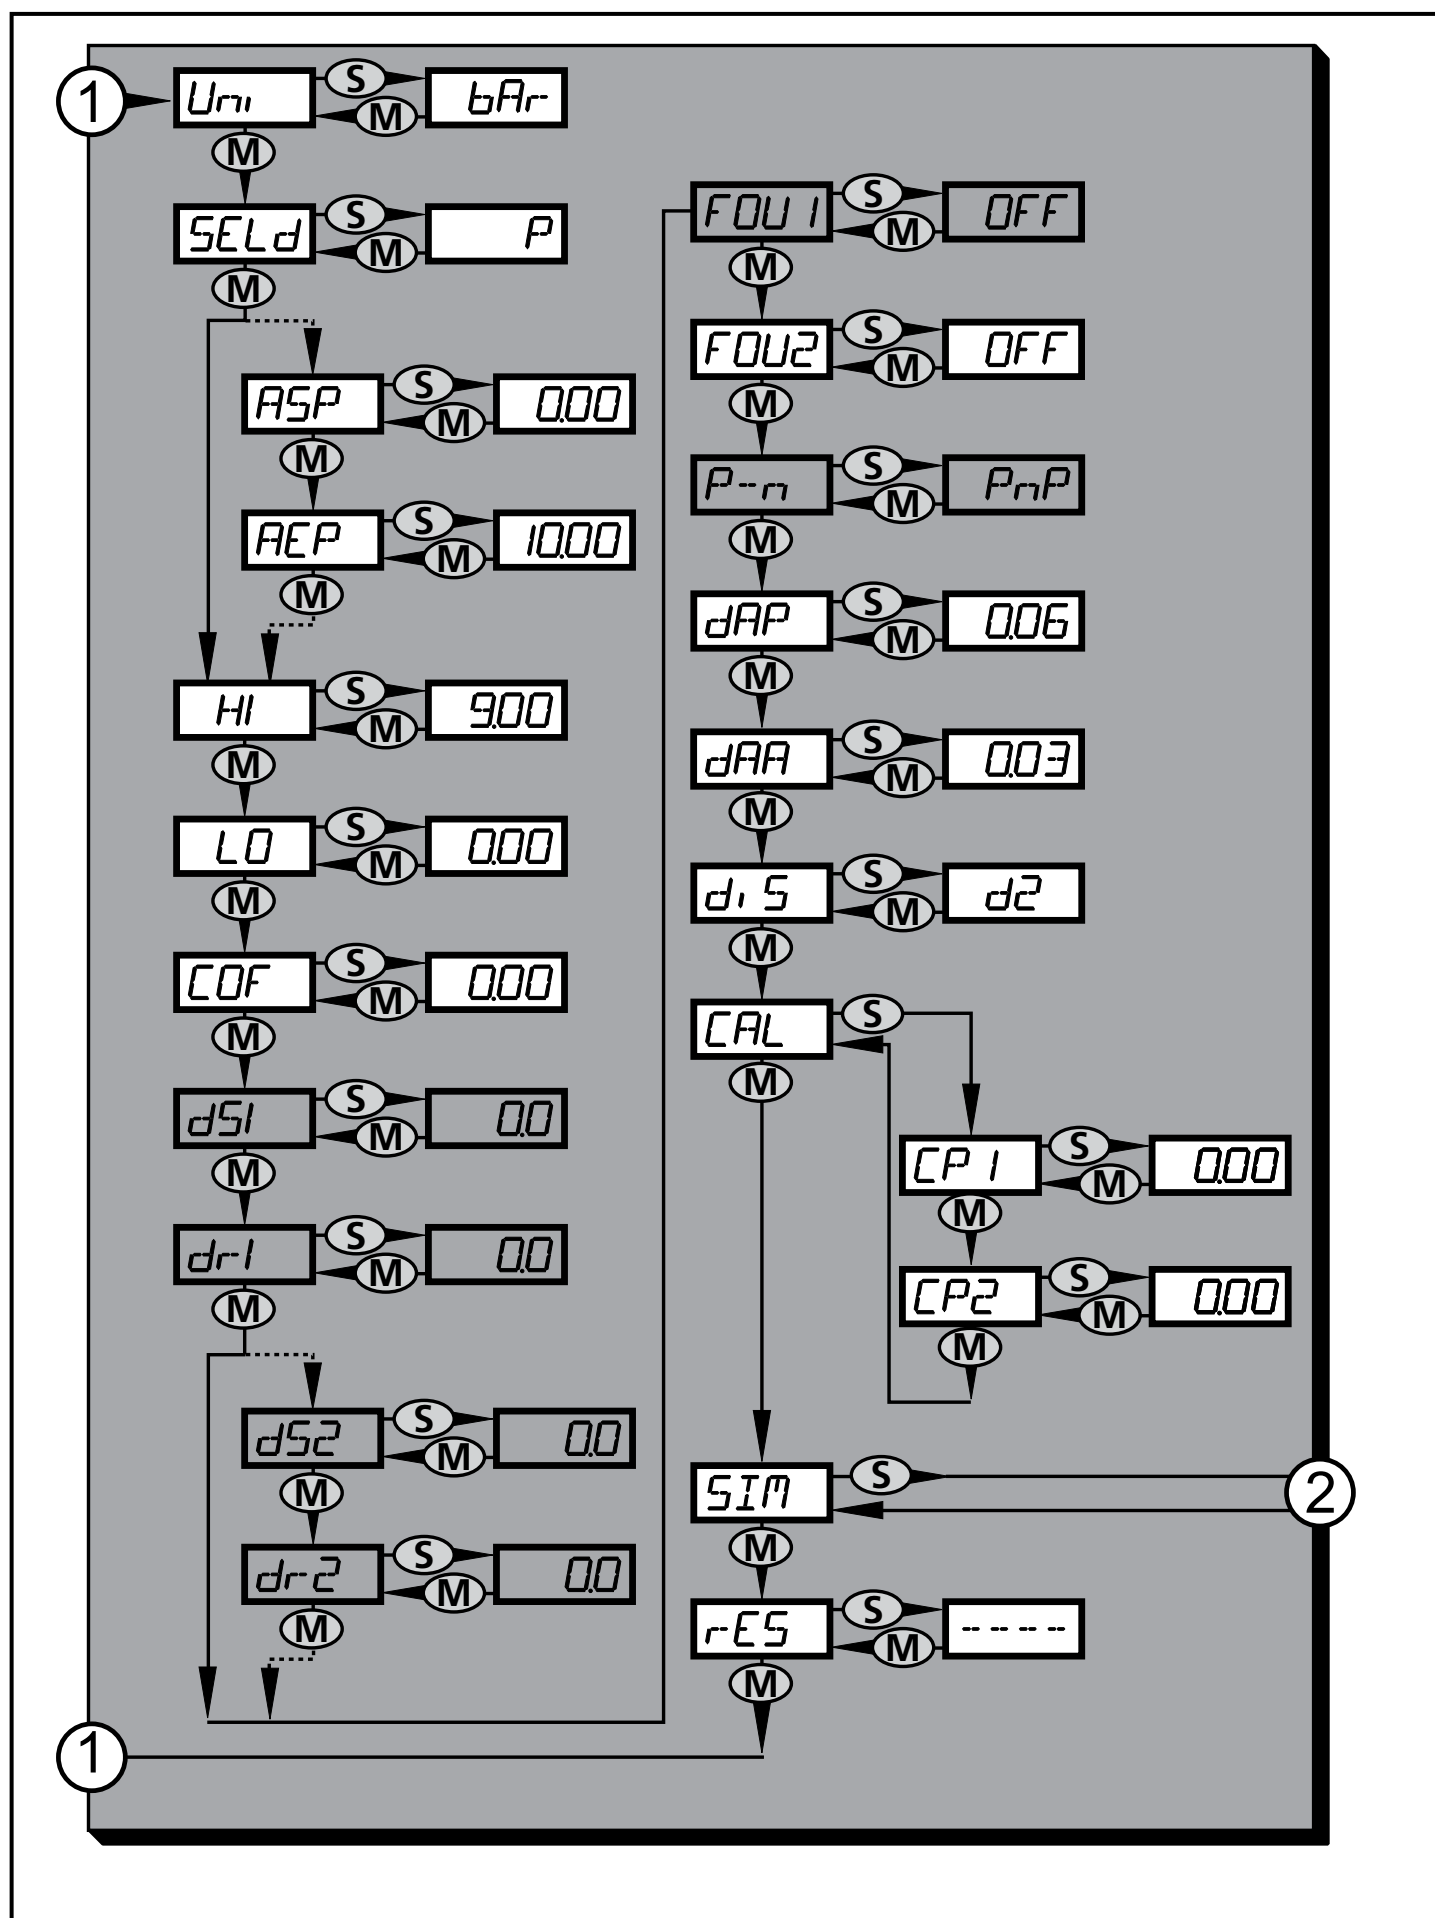 1 Uni S bAr
M
M
SELd S P
M
M
ASP S 0.00
M
M
AEP S 10.00
M
M
HI S 9.00
M
M
LO S 0.00
M
M
COF S 0.00
M
M
dS1 S 0.0
M
M
dr1 S 0.0
M
M
dS2 S 0.0
M
M
dr2 S 0.0
M
M
FOU1 S OFF
M
M
FOU2 S OFF
M
M
P-n S PnP
M
M
dAP S 0.06
M
M
dAA S 0.03
M
M
diS S d2
M
M
CAL S
M
CP1 S 0.00
M
M
CP2 S 0.00
M
M
SIM S 2
M
rES S ----
M
M
1